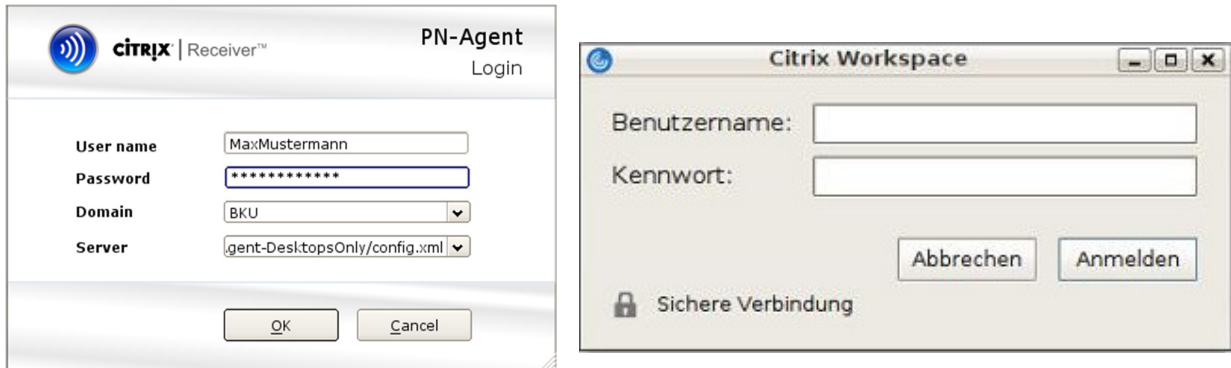 CITRIX Receiver™
PN-Agent
Login
User name MaxMustermann
Password ************
Domain BKU
Server .gent-DesktopsOnly/config.xml
OK Cancel
Citrix Workspace
Benutzername:
Kennwort:
Abbrechen Anmelden
Sichere Verbindung